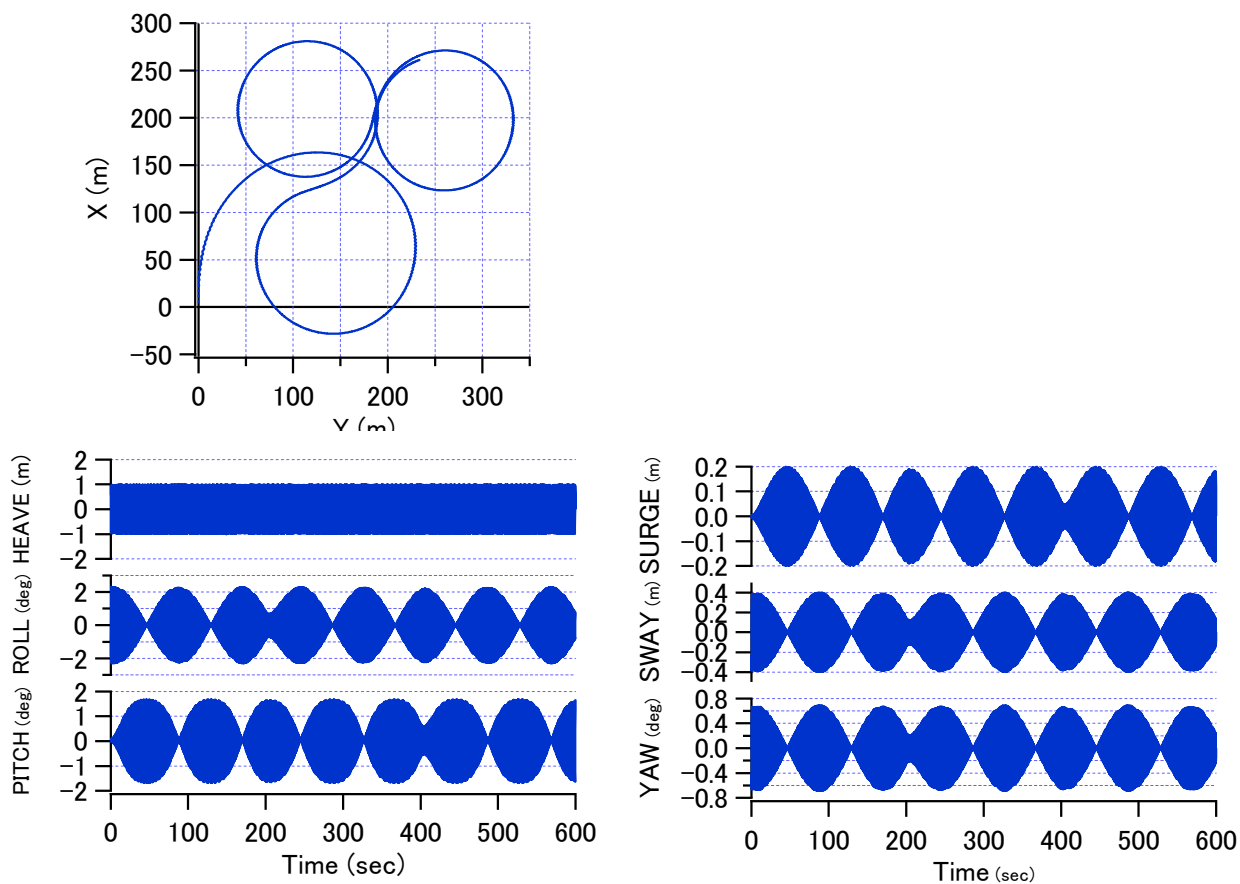 300
250
200
150
100
50
0
−50
X (m)
0 100 200 300
Y (m)
2
1
0
−1
−2
HEAVE (m)
2
0
−2
ROLL (deg)
2
1
0
−1
−2
PITCH (deg)
0 100 200 300 400 500 600
Time (sec)
0.2
0.1
0.0
−0.1
−0.2
SURGE (m)
0.4
0.2
0.0
−0.2
−0.4
SWAY (m)
0.8
0.4
0.0
−0.4
−0.8
YAW (deg)
0 100 200 300 400 500 600
Time (sec)